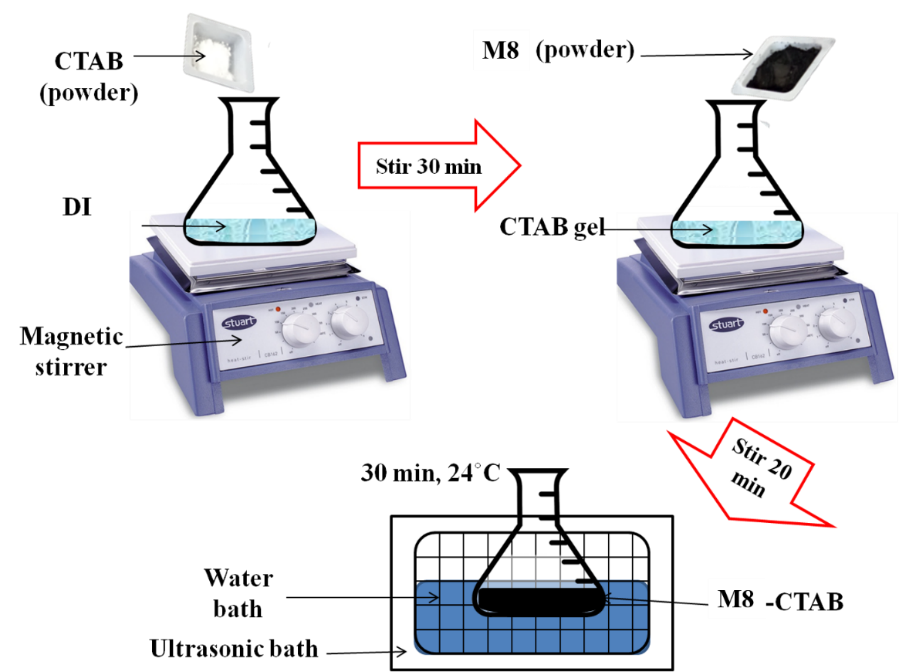 CTAB
(powder)
M8 (powder)
Stir 30 min
DI
CTAB gel
Magnetic
stirrer
stuart
stuart
Stir 20
min
30 min, 24°C
Water
bath
M8 -CTAB
Ultrasonic bath